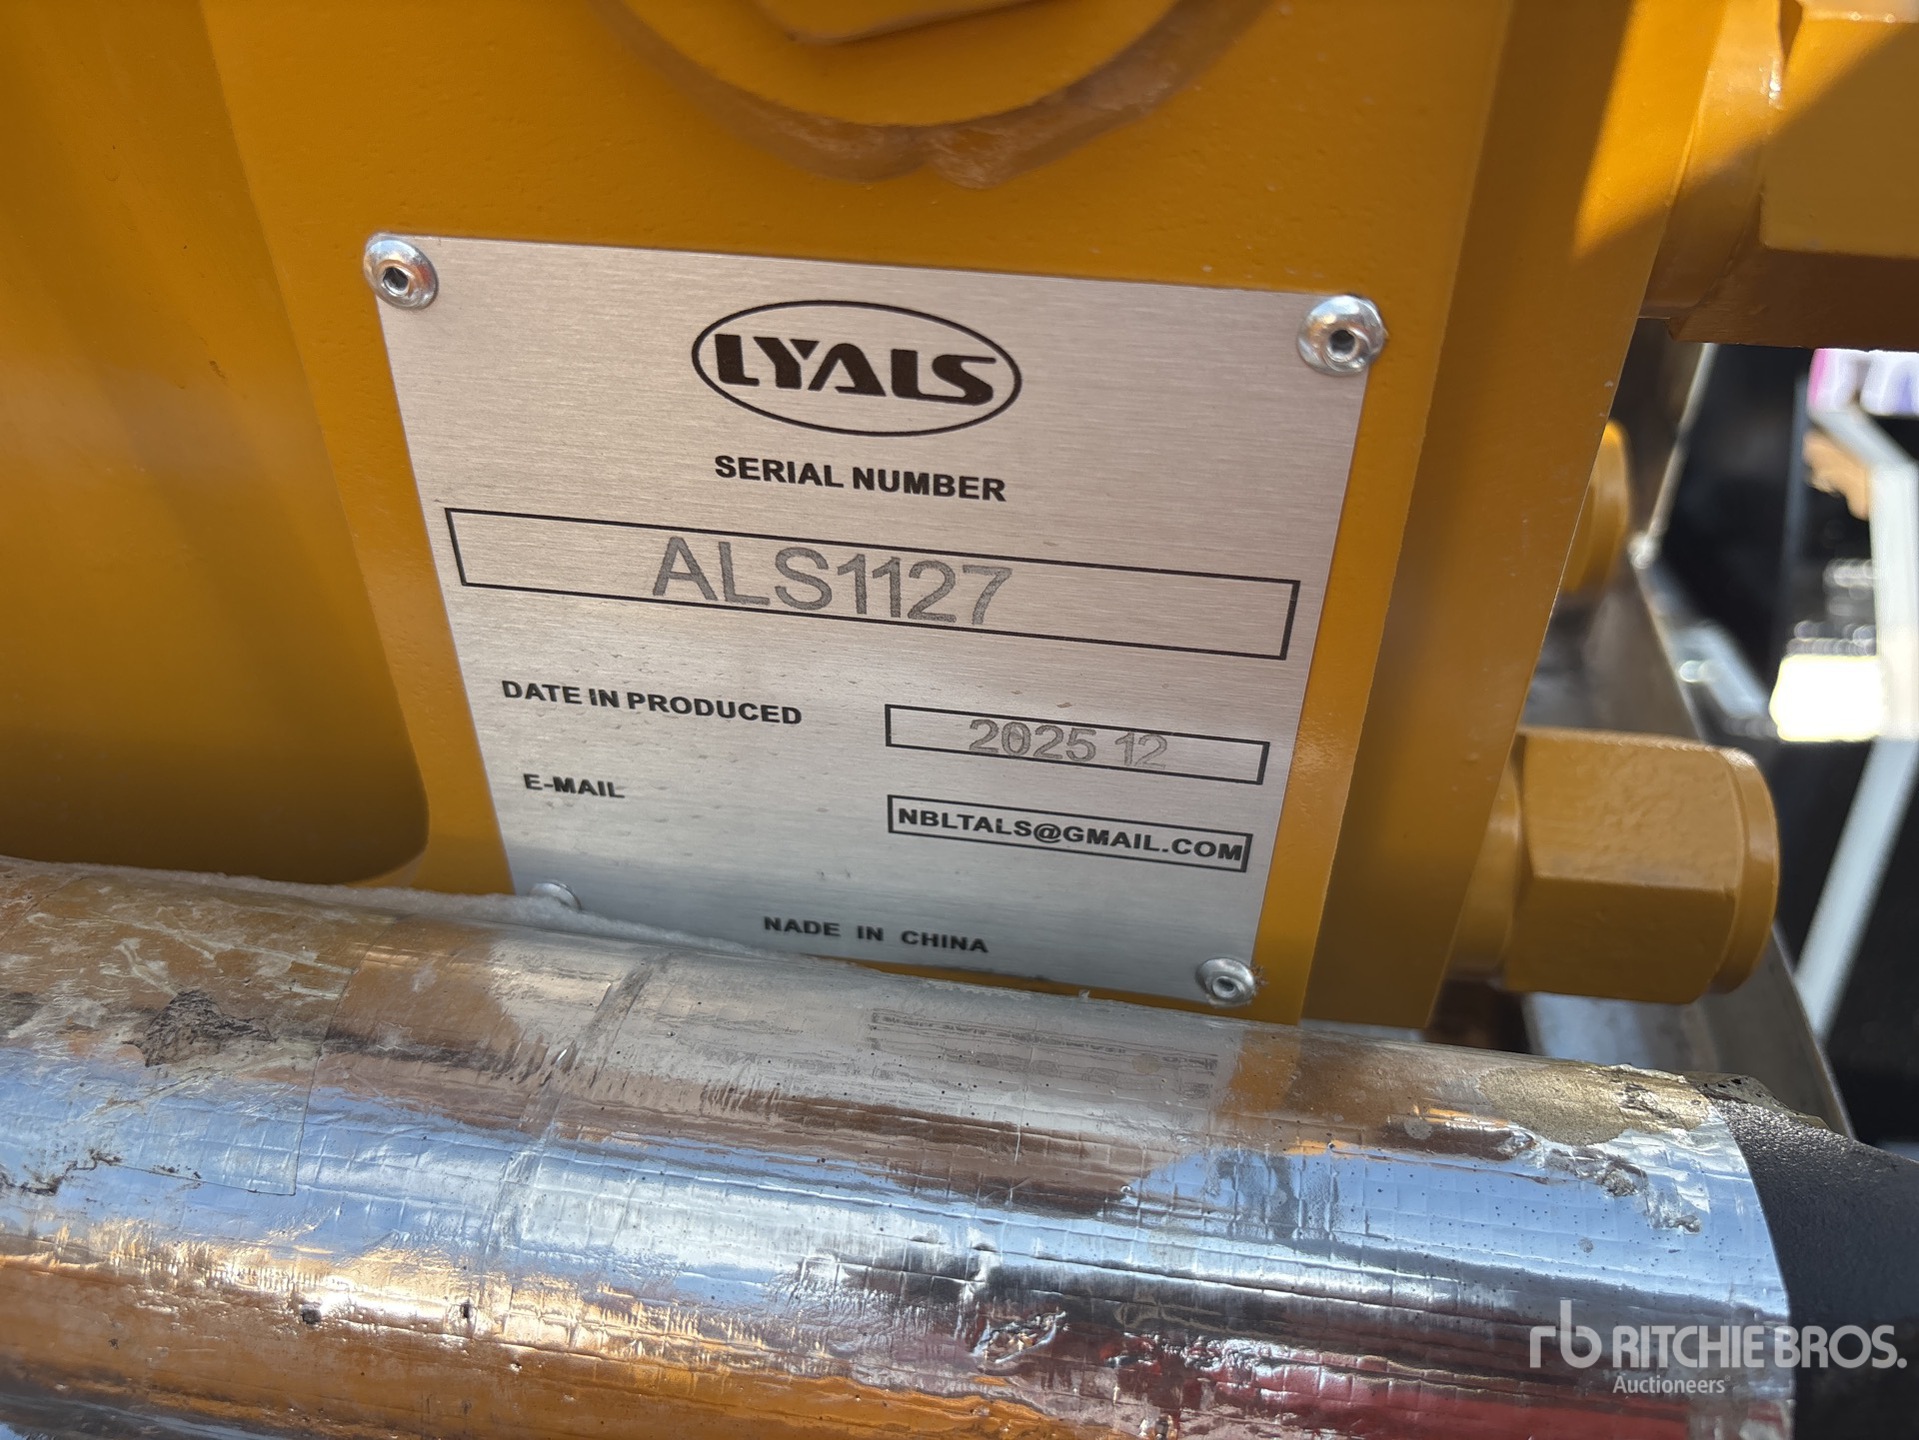 LYALS
SERIAL NUMBER
ALS1127
DATE IN PRODUCED 2025 12
E-MAIL NBLTALS@GMAIL.COM
NADE IN CHINA
rb RITCHIE BROS.
Auctioneers